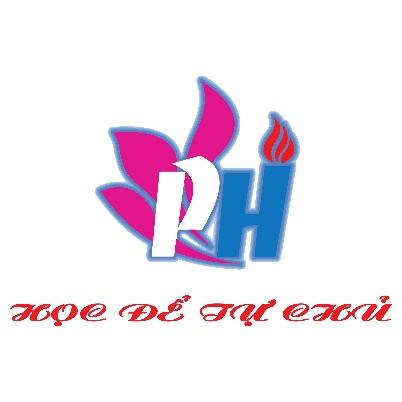 PH
HỌC ĐỂ TỰ CHỦ